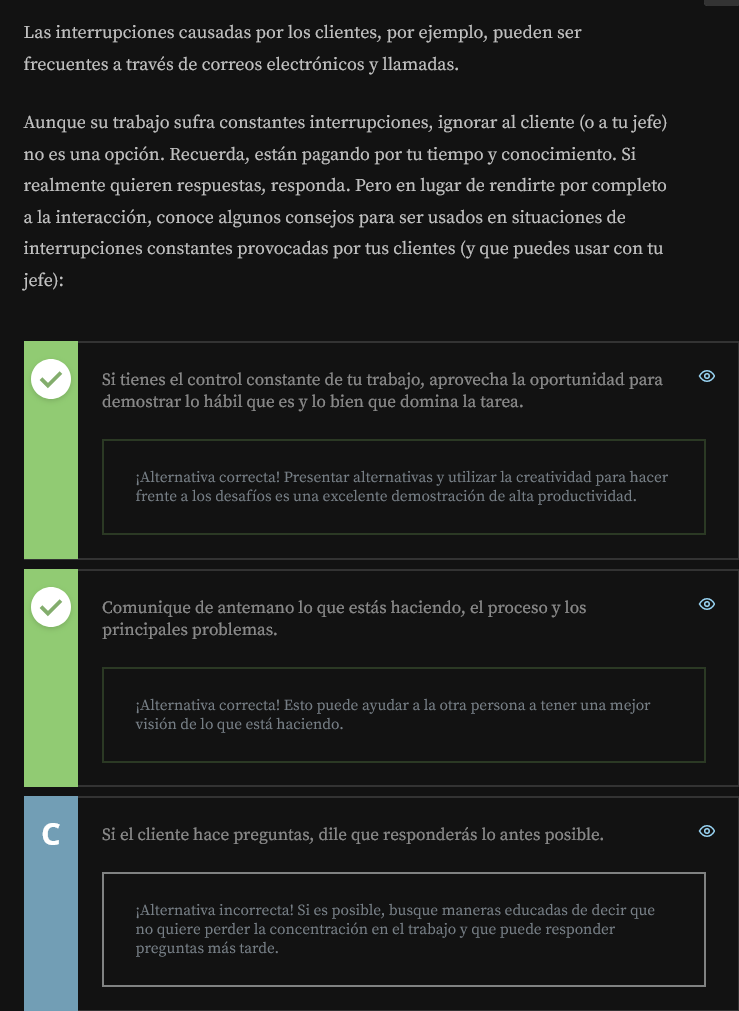 Las interrupciones causadas por los clientes, por ejemplo, pueden ser
frecuentes a través de correos electrónicos y llamadas.
Aunque su trabajo sufra constantes interrupciones, ignorar al cliente (o a tu jefe)
no es una opción. Recuerda, están pagando por tu tiempo y conocimiento. Si
realmente quieren respuestas, responda. Pero en lugar de rendirte por completo
a la interacción, conoce algunos consejos para ser usados en situaciones de
interrupciones constantes provocadas por tus clientes (y que puedes usar con tu
jefe):
Si tienes el control constante de tu trabajo, aprovecha la oportunidad para
demostrar lo hábil que es y lo bien que domina la tarea.
¡Alternativa correcta! Presentar alternativas y utilizar la creatividad para hacer
frente a los desafíos es una excelente demostración de alta productividad.
Comunique de antemano lo que estás haciendo, el proceso y los
principales problemas.
¡Alternativa correcta! Esto puede ayudar a la otra persona a tener una mejor
visión de lo que está haciendo.
C
Si el cliente hace preguntas, dile que responderás lo antes posible.
¡Alternativa incorrecta! Si es posible, busque maneras educadas de decir que
no quiere perder la concentración en el trabajo y que puede responder
preguntas más tarde.